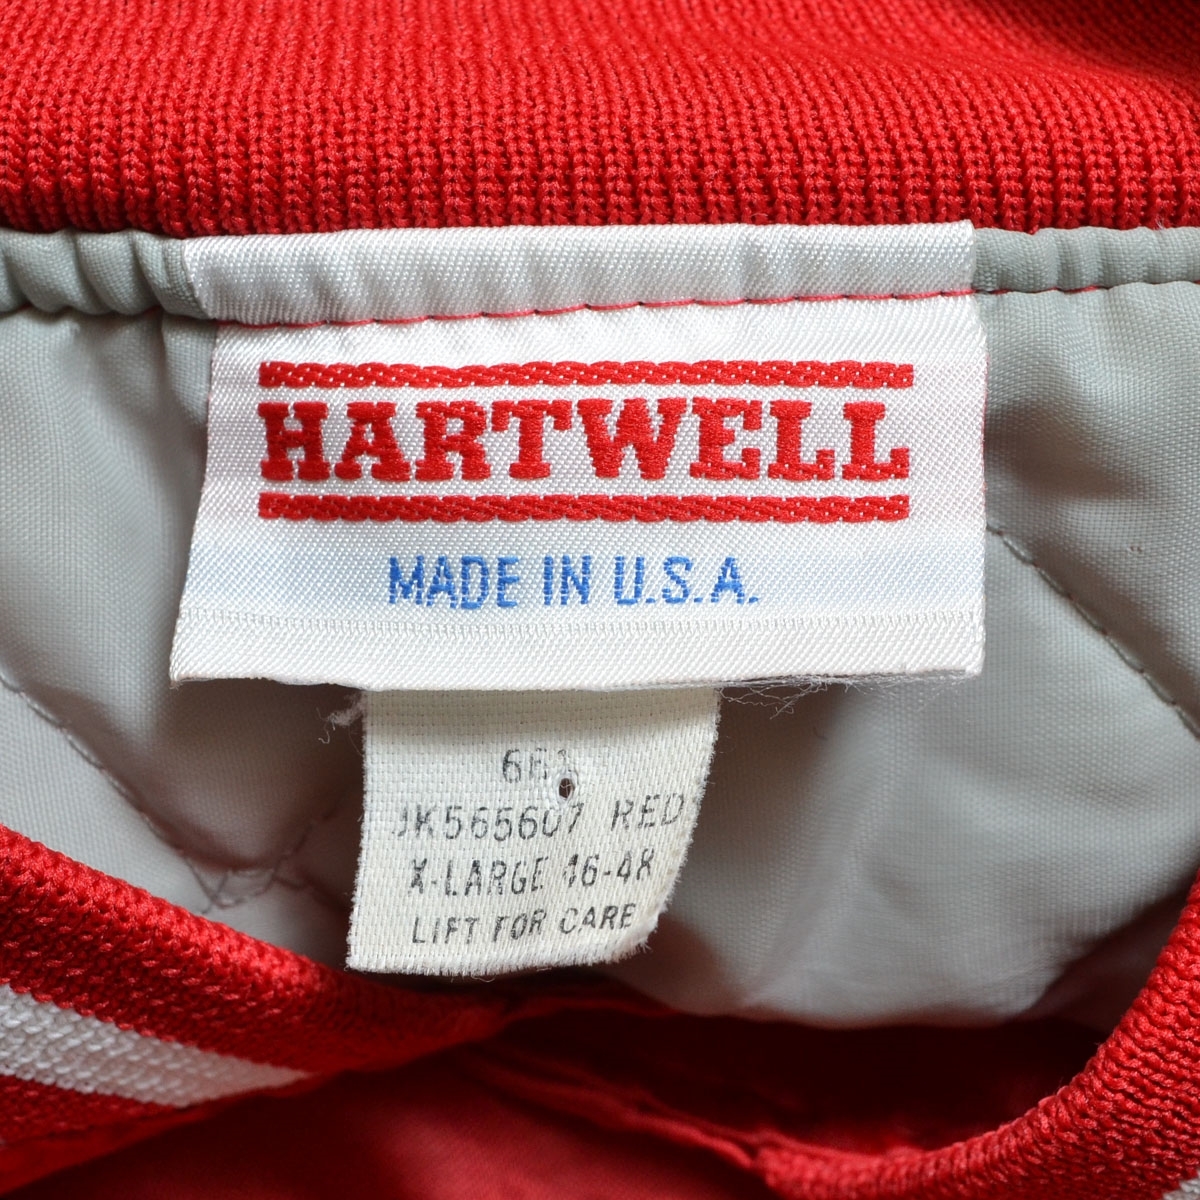 HARTWELL
MADE IN U.S.A.
JK565607 RED
X-LARGE 46-48
LIFT FOR CARE